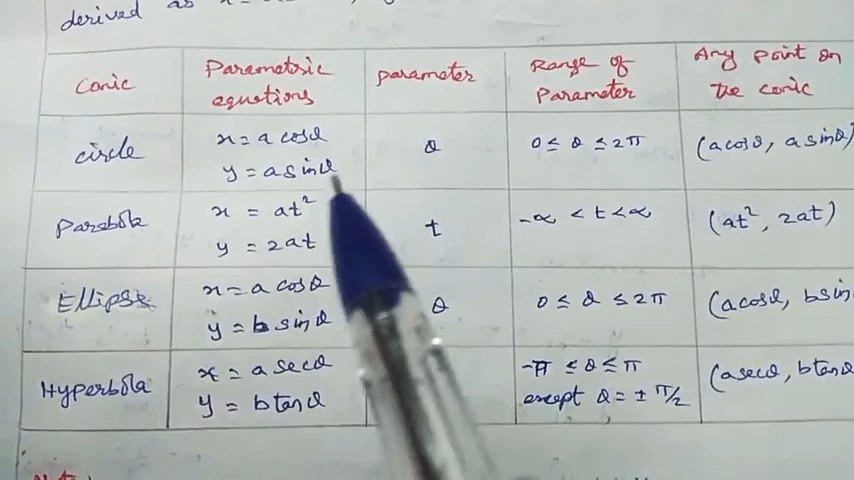 derived as
Conic
Parametric
equations
parameter
Range of
Parameter
Any point on
the conic
circle
x = a cosθ
y = a sinθ
θ
0 ≤ θ ≤ 2π
(a cosθ, a sinθ)
Parabola
x = at²
y = 2at
t
-∝ < t < ∝
(at², 2at)
Ellipse
x = a cosθ
y = b sinθ
θ
0 ≤ θ ≤ 2π
(a cosθ, b sin
Hyperbola
x = a secθ
y = b tanθ
-π ≤ θ ≤ π
except θ = ± π/2
(a secθ, b tanθ